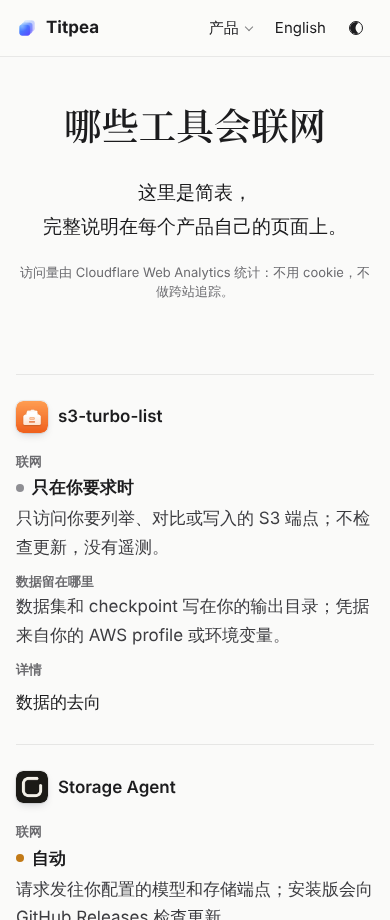 Titpea
产品
English
哪些工具会联网
这里是简表，
完整说明在每个产品自己的页面上。
访问量由 Cloudflare Web Analytics 统计：不用 cookie，不
做跨站追踪。
s3-turbo-list
联网
只在你要求时
只访问你要列举、对比或写入的 S3 端点；不检
查更新，没有遥测。
数据留在哪里
数据集和 checkpoint 写在你的输出目录；凭据
来自你的 AWS profile 或环境变量。
详情
数据的去向
Storage Agent
联网
自动
请求发往你配置的模型和存储端点；安装版会向
GitHub Releases 检查更新